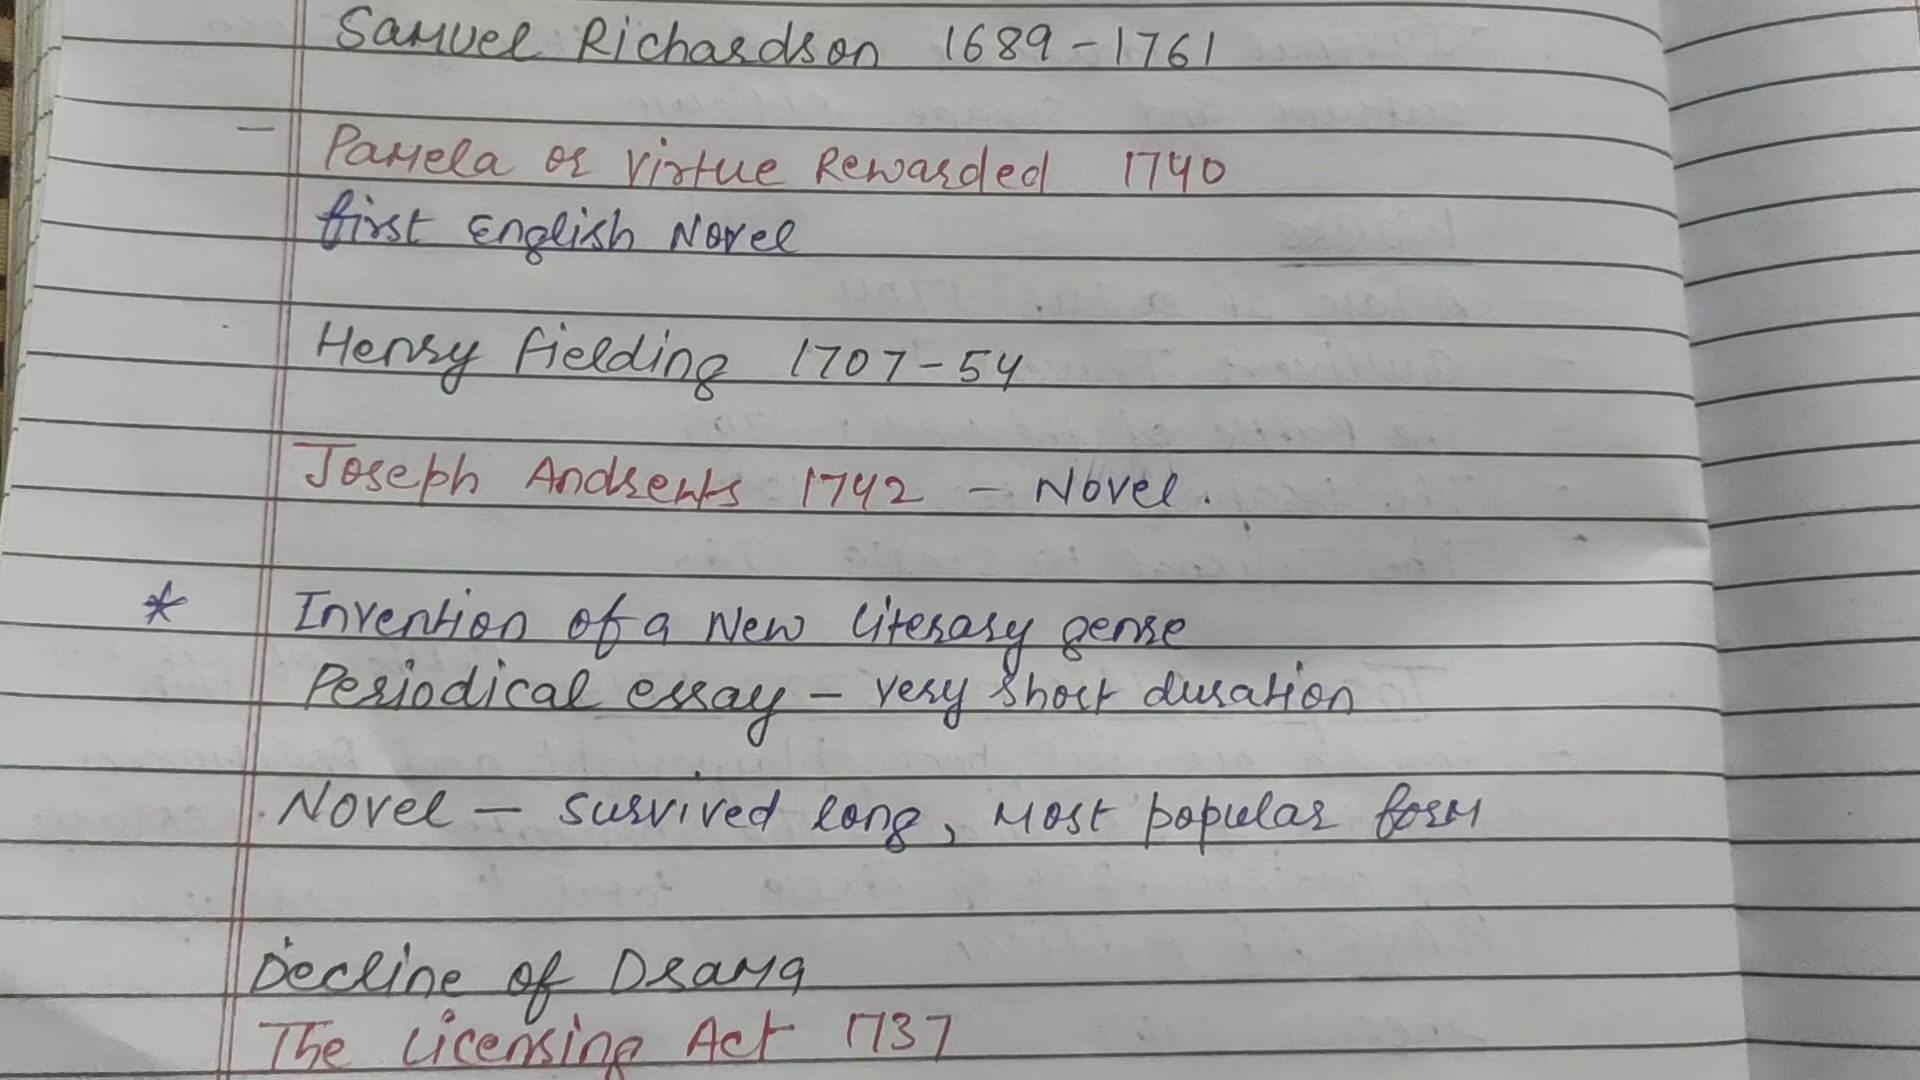 Samuel Richardson 1689-1761
- Pamela or Virtue Rewarded 1740
first English Novel
Henry Fielding 1707-54
Joseph Andrews 1742 - Novel.
* Invention of a New literary genre
Periodical essay - very short duration
Novel - survived long, most popular form
Decline of Drama
The Licensing Act 1737